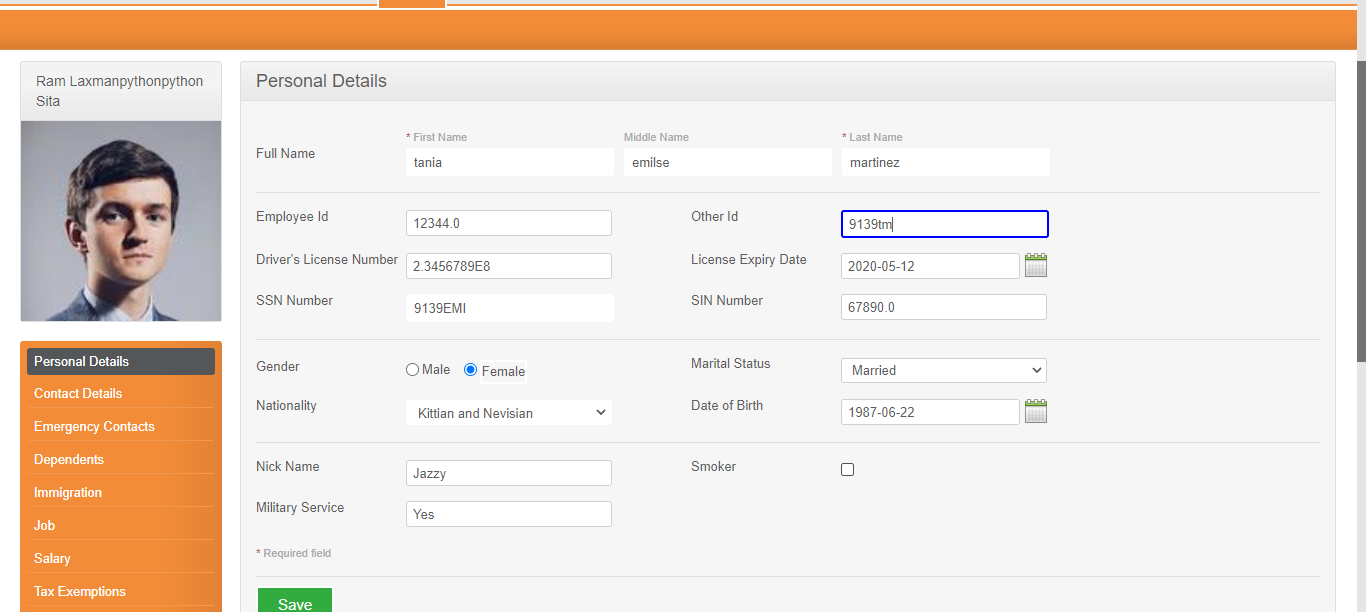 Ram Laxmanpythonpython
Sita
Personal Details
Contact Details
Emergency Contacts
Dependents
Immigration
Job
Salary
Tax Exemptions
Personal Details
* First Name Middle Name * Last Name
Full Name tania emilse martinez
Employee Id 12344.0 Other Id 9139tm
Driver's License Number 2.3456789E8 License Expiry Date 2020-05-12
SSN Number 9139EMI SIN Number 67890.0
Gender Male Female Marital Status Married
Nationality Kittian and Nevisian Date of Birth 1987-06-22
Nick Name Jazzy Smoker
Military Service Yes
* Required field
Save